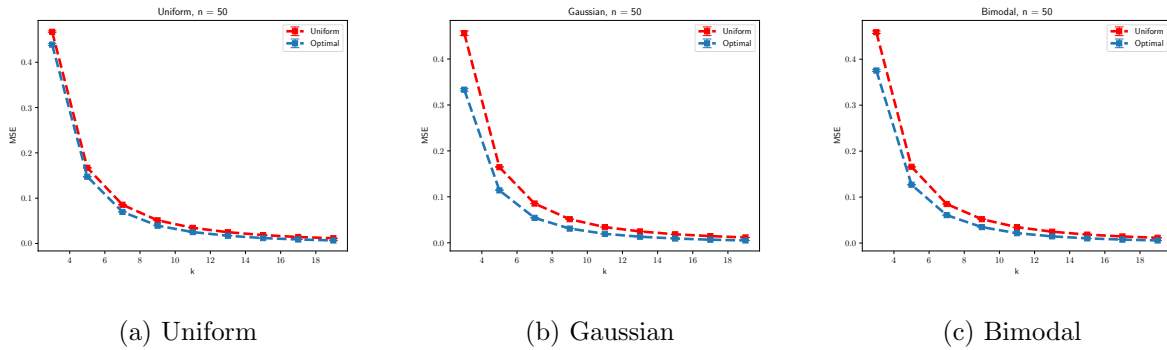 Uniform, n = 50
Uniform
Optimal
MSE
0.4
0.3
0.2
0.1
0.0
4 6 8 10 12 14 16 18
k
(a) Uniform
Gaussian, n = 50
Uniform
Optimal
MSE
0.4
0.3
0.2
0.1
0.0
4 6 8 10 12 14 16 18
k
(b) Gaussian
Bimodal, n = 50
Uniform
Optimal
MSE
0.4
0.3
0.2
0.1
0.0
4 6 8 10 12 14 16 18
k
(c) Bimodal